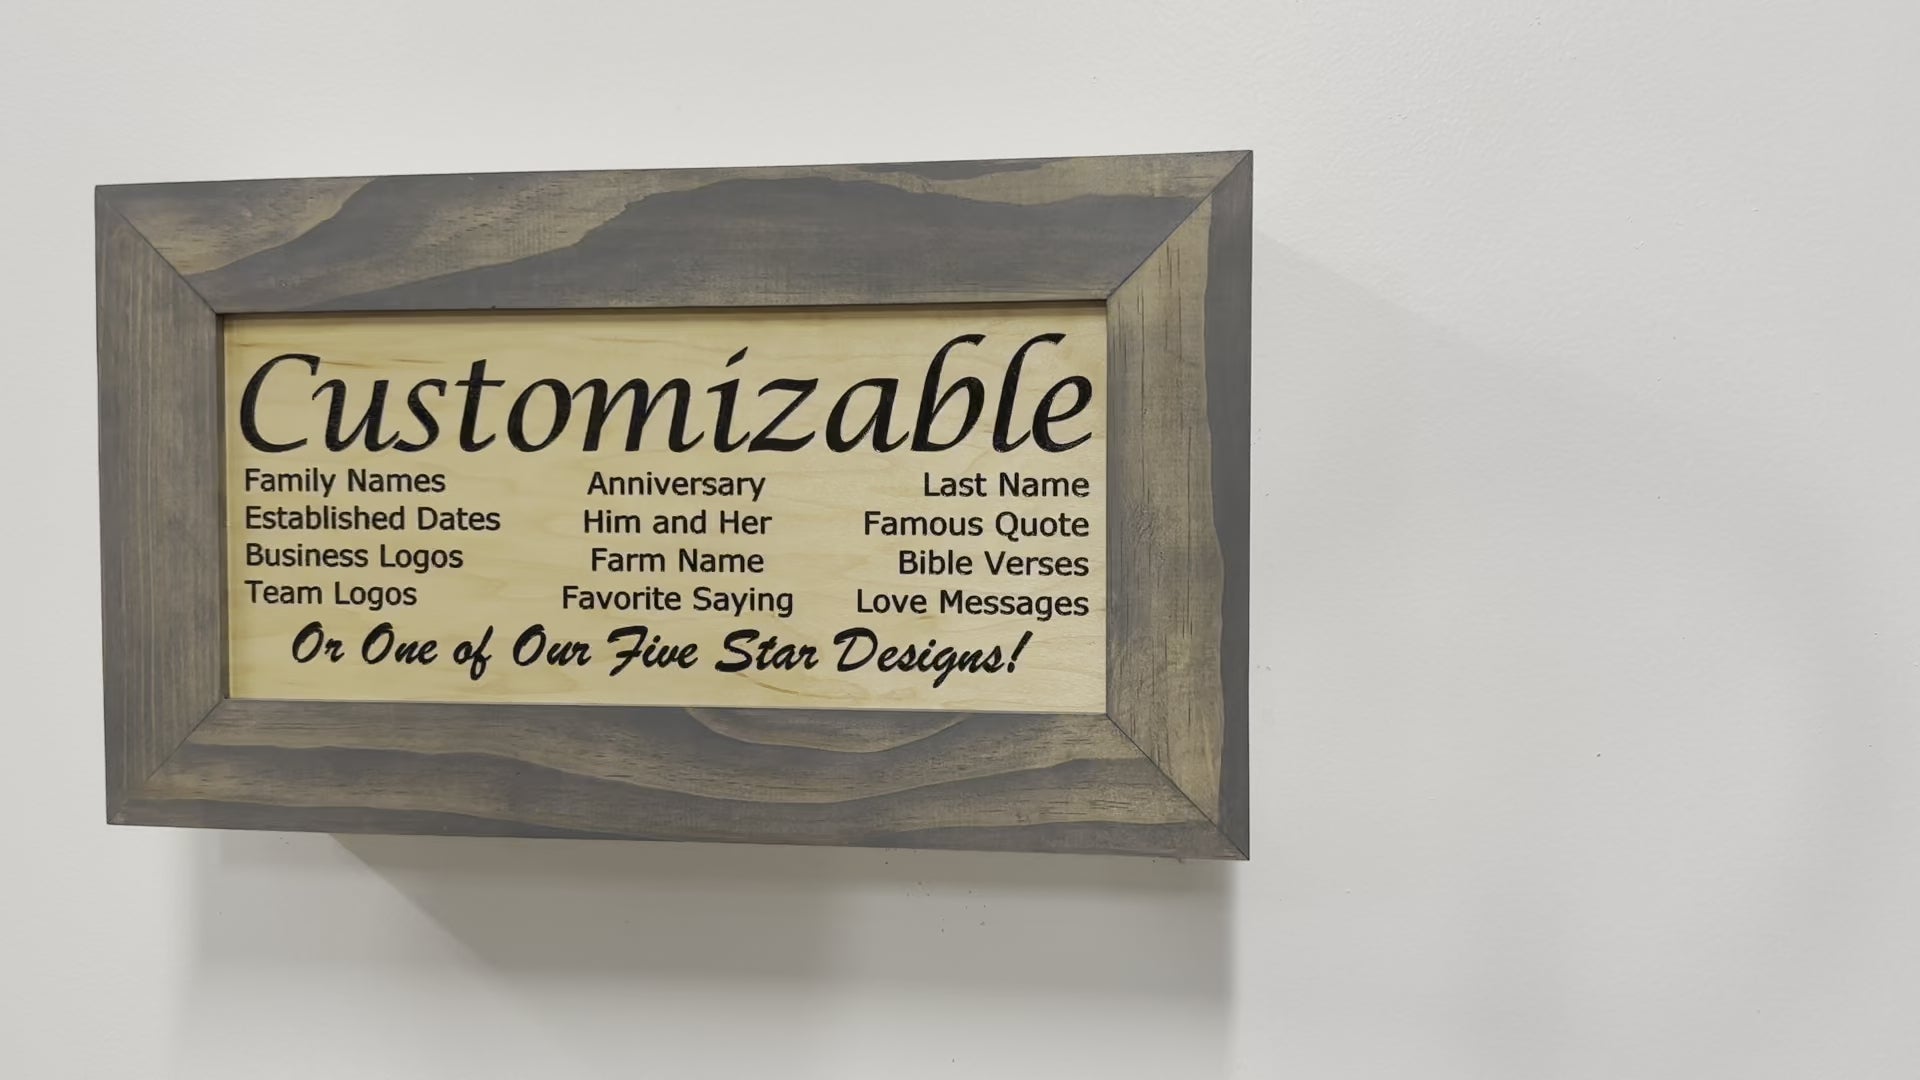 Customizable
Family Names Anniversary Last Name
Established Dates Him and Her Famous Quote
Business Logos Farm Name Bible Verses
Team Logos Favorite Saying Love Messages
Or One of Our Five Star Designs!